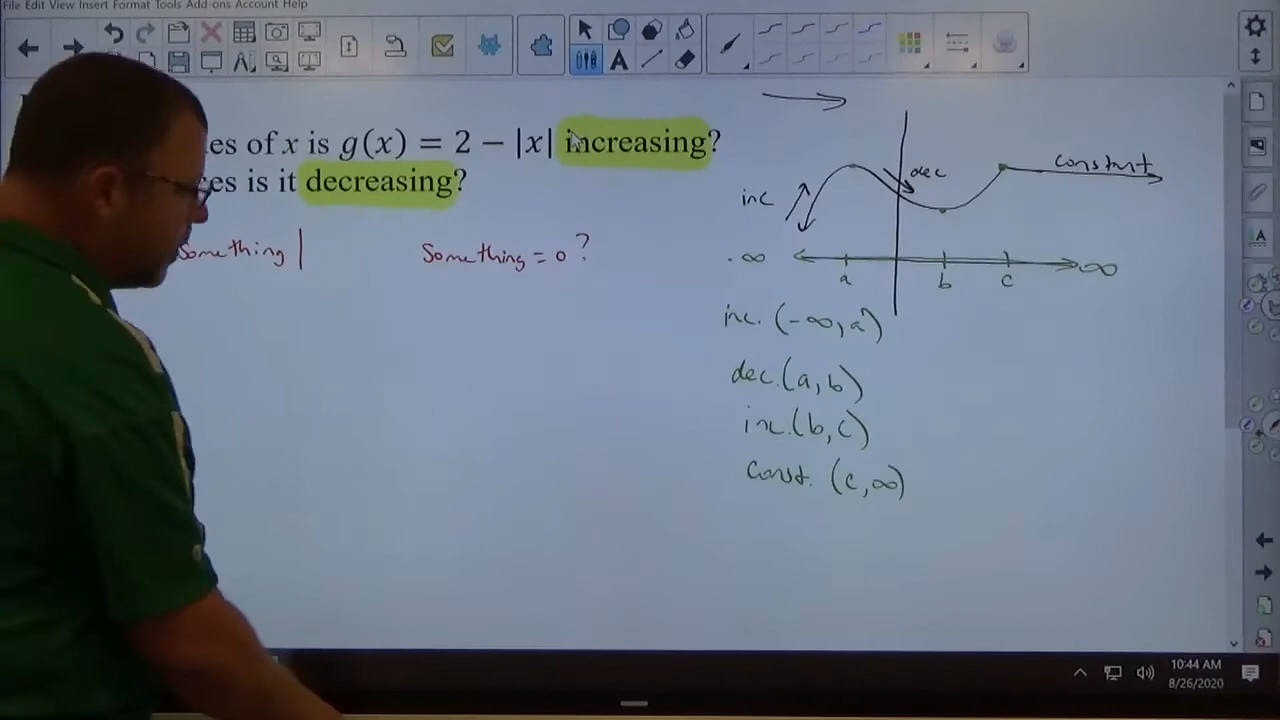 File Edit View Insert Format Tools Add-ons Account Help
es of x is g(x) = 2 − |x| increasing?
es is it decreasing?
Something |
Something = 0 ?
inc
dec
constant
∞
a
b
c
∞
inc. (-∞, a)
dec. (a, b)
inc. (b, c)
const. (c, ∞)
10:44 AM
8/26/2020